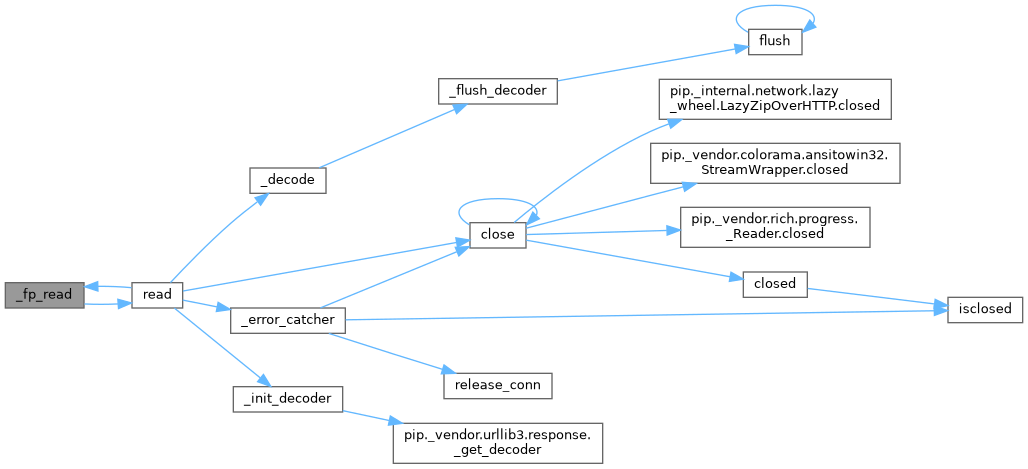 flush
_flush_decoder
pip._internal.network.lazy
_wheel.LazyZipOverHTTP.closed
pip._vendor.colorama.ansitowin32.
StreamWrapper.closed
_decode
pip._vendor.rich.progress.
_Reader.closed
close
closed
_fp_read
read
isclosed
_error_catcher
release_conn
_init_decoder
pip._vendor.urllib3.response.
_get_decoder